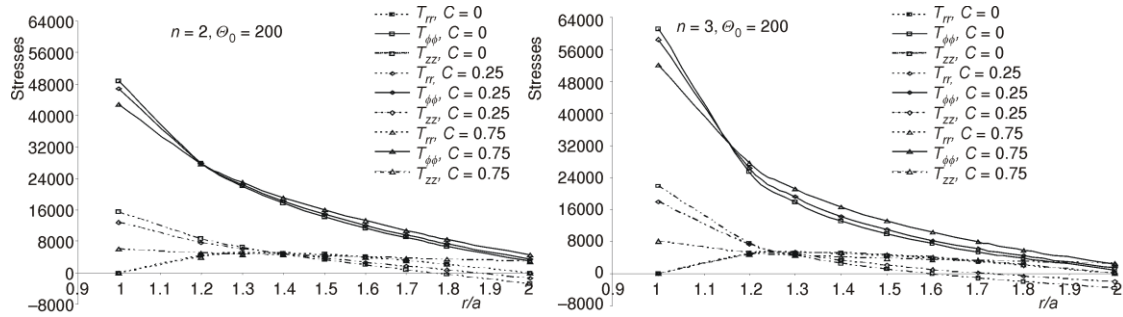 64000
56000
48000
40000
32000
24000
16000
8000
0
–8000
Stresses
n = 2, Θ0 = 200
Trr, C = 0
Tϕϕ, C = 0
Tzz, C = 0
Trr, C = 0.25
Tϕϕ, C = 0.25
Tzz, C = 0.25
Trr, C = 0.75
Tϕϕ, C = 0.75
Tzz, C = 0.75
0.9 1 1.1 1.2 1.3 1.4 1.5 1.6 1.7 1.8 1.9 2
r/a
64000
56000
48000
40000
32000
24000
16000
8000
0
–8000
Stresses
n = 3, Θ0 = 200
Trr, C = 0
Tϕϕ, C = 0
Tzz, C = 0
Trr, C = 0.25
Tϕϕ, C = 0.25
Tzz, C = 0.25
Trr, C = 0.75
Tϕϕ, C = 0.75
Tzz, C = 0.75
0.9 1 1.1 1.2 1.3 1.4 1.5 1.6 1.7 1.8 1.9 2
r/a